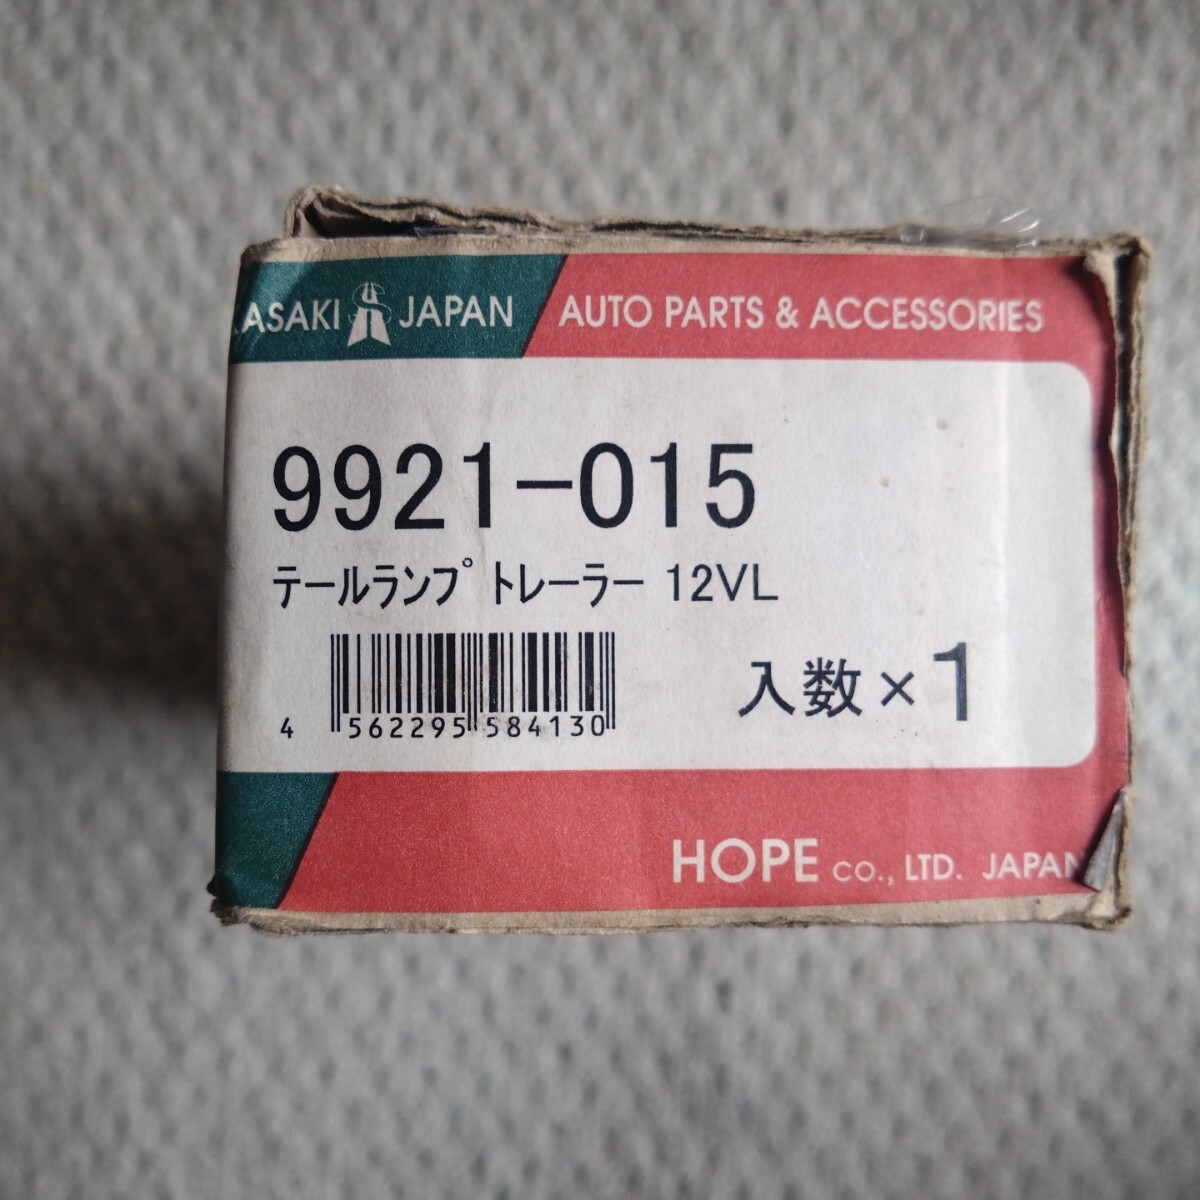 ASAKI JAPAN AUTO PARTS & ACCESSORIES
9921-015
テールランプ トレーラー 12VL
4 562295 584130
入数×1
HOPE CO., LTD. JAPAN